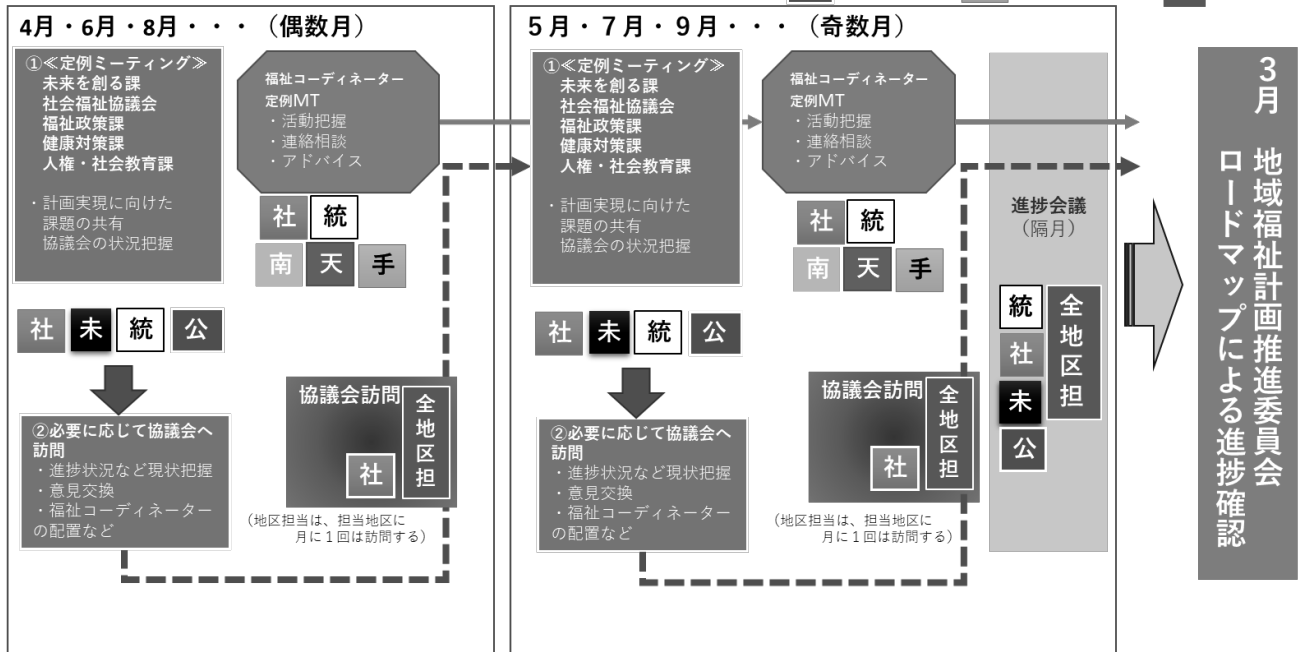 4月・6月・8月・・・（偶数月）
①≪定例ミーティング≫
未来を創る課
社会福祉協議会
福祉政策課
健康対策課
人権・社会教育課
・計画実現に向けた
課題の共有
協議会の状況把握
福祉コーディネーター
定例MT
・活動把握
・連絡相談
・アドバイス
社 統
南 天 手
社 未 統 公
②必要に応じて協議会へ
訪問
・進捗状況など現状把握
・意見交換
・福祉コーディネーター
の配置など
協議会訪問
全地区担
社
（地区担当は、担当地区に
月に１回は訪問する）
5月・7月・9月・・・（奇数月）
①≪定例ミーティング≫
未来を創る課
社会福祉協議会
福祉政策課
健康対策課
人権・社会教育課
・計画実現に向けた
課題の共有
協議会の状況把握
福祉コーディネーター
定例MT
・活動把握
・連絡相談
・アドバイス
社 統
南 天 手
社 未 統 公
②必要に応じて協議会へ
訪問
・進捗状況など現状把握
・意見交換
・福祉コーディネーター
の配置など
協議会訪問
全地区担
社
（地区担当は、担当地区に
月に１回は訪問する）
進捗会議
（隔月）
統
社
未
公
全地区担
3月　地域福祉計画推進委員会
ロードマップによる進捗確認